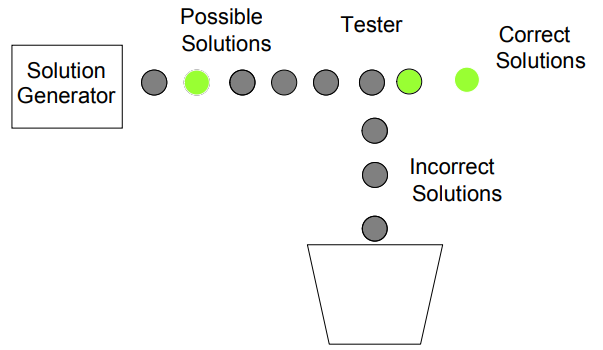 Solution
Generator
Possible
Solutions
Tester
Correct
Solutions
Incorrect
Solutions